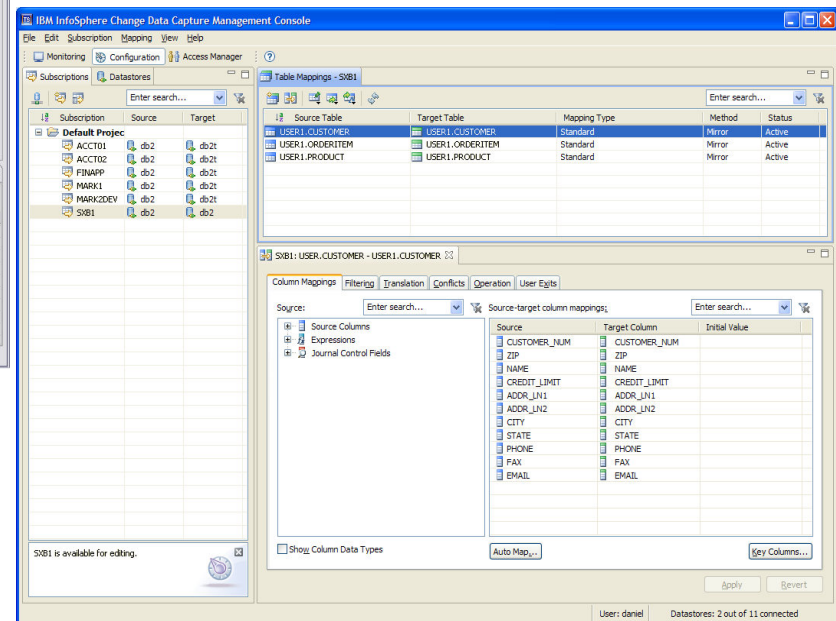 IBM InfoSphere Change Data Capture Management Console
File Edit Subscription Mapping View Help
Monitoring Configuration Access Manager
Subscriptions Datastores
Enter search...
Subscription Source Target
Default Projec
ACCT01 db2 db2t
ACCT02 db2 db2t
FINAPP db2 db2t
MARK1 db2 db2t
MARK2DEV db2 db2t
SXB1 db2 db2
SXB1 is available for editing.
Table Mappings - SXB1
Enter search...
Source Table Target Table Mapping Type Method Status
USER1.CUSTOMER USER1.CUSTOMER Standard Mirror Active
USER1.ORDERITEM USER1.ORDERITEM Standard Mirror Active
USER1.PRODUCT USER1.PRODUCT Standard Mirror Active
SXB1: USER.CUSTOMER - USER1.CUSTOMER
Column Mappings Filtering Translation Conflicts Operation User Exits
Source: Enter search... Source-target column mappings: Enter search...
Source Columns
Expressions
Journal Control Fields
Source Target Column Initial Value
CUSTOMER_NUM CUSTOMER_NUM
ZIP ZIP
NAME NAME
CREDIT_LIMIT CREDIT_LIMIT
ADDR_LN1 ADDR_LN1
ADDR_LN2 ADDR_LN2
CITY CITY
STATE STATE
PHONE PHONE
FAX FAX
EMAIL EMAIL
Show Column Data Types
Auto Map... Key Columns...
Apply Revert
User: daniel Datastores: 2 out of 11 connected